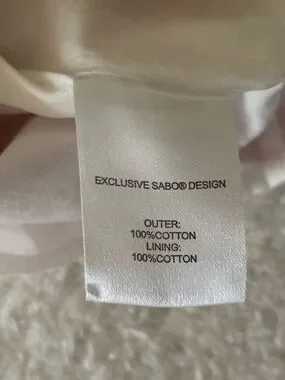 EXCLUSIVE SABO® DESIGN
OUTER:
100%COTTON
LINING:
100%COTTON